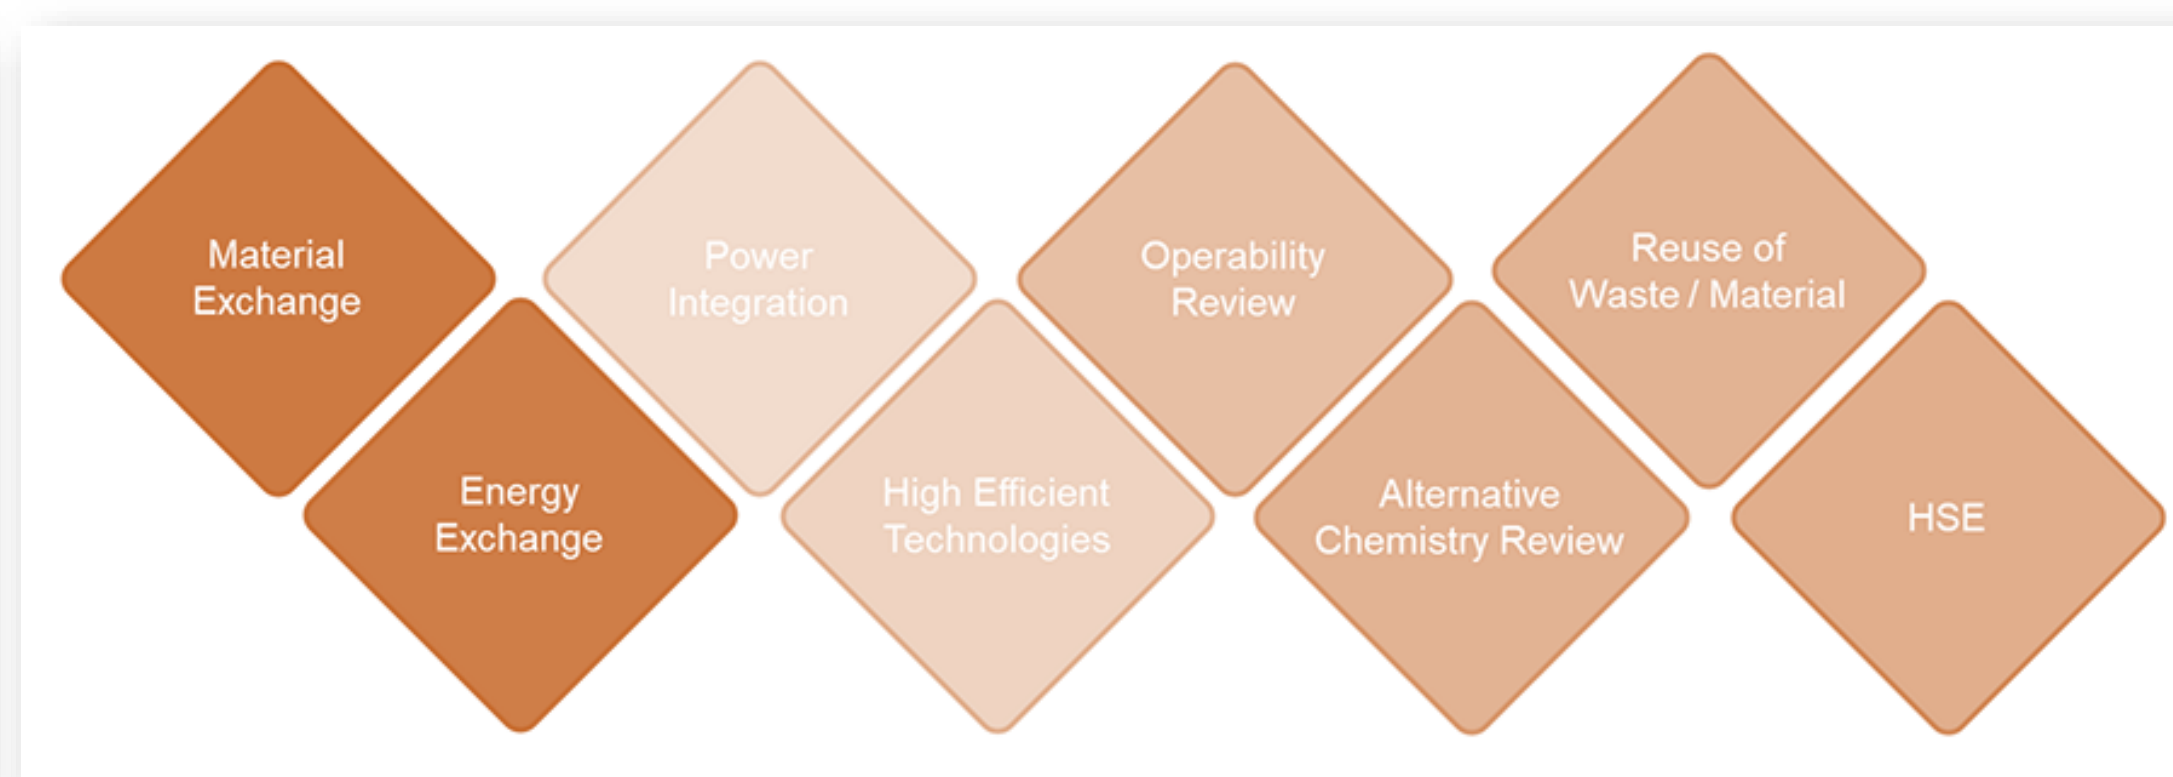 Material
Exchange
Energy
Exchange
Power
Integration
High Efficient
Technologies
Operability
Review
Alternative
Chemistry Review
Reuse of
Waste / Material
HSE